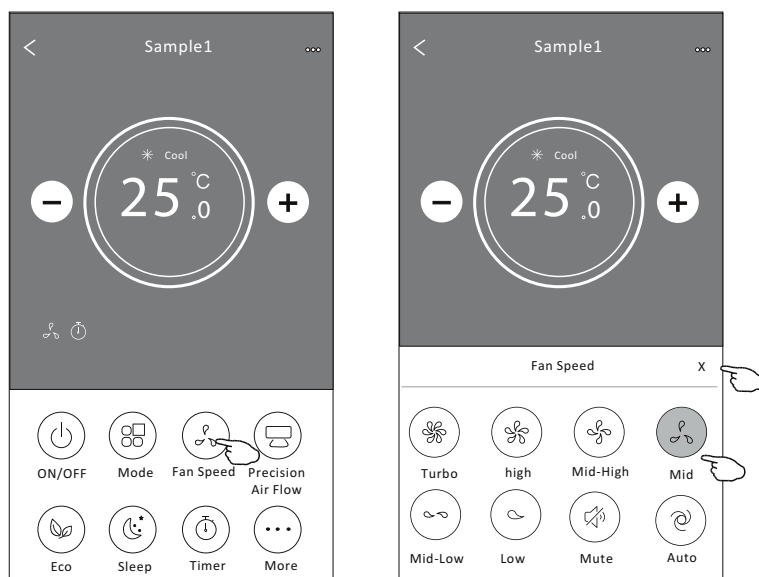 Sample1
Cool
25.0 °C
ON/OFF Mode Fan Speed Precision Air Flow
Eco Sleep Timer More
Sample1
Cool
25.0 °C
Fan Speed X
Turbo high Mid-High Mid
Mid-Low Low Mute Auto